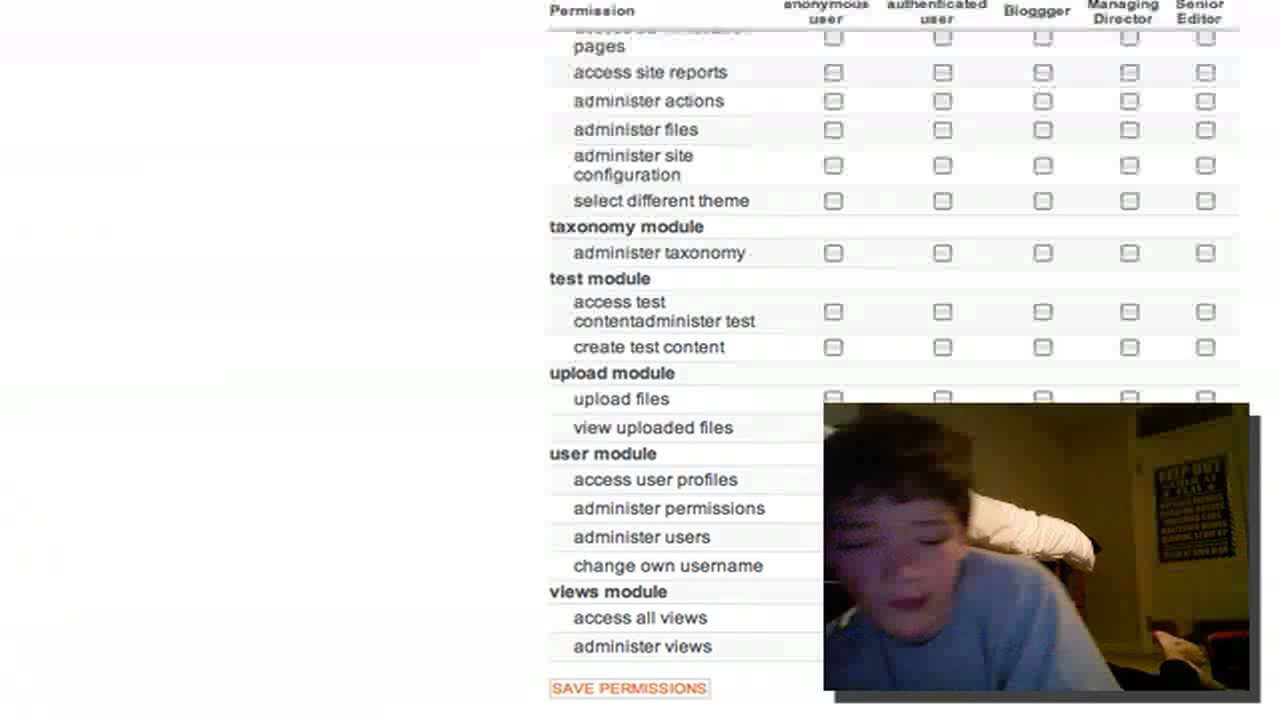 Permission
anonymous
user
authenticated
user
Bloggger
Managing
Director
Senior
Editor
pages
access site reports
administer actions
administer files
administer site
configuration
select different theme
taxonomy module
administer taxonomy
test module
access test
contentadminister test
create test content
upload module
upload files
view uploaded files
user module
access user profiles
administer permissions
administer users
change own username
views module
access all views
administer views
SAVE PERMISSIONS
KEEP OUT